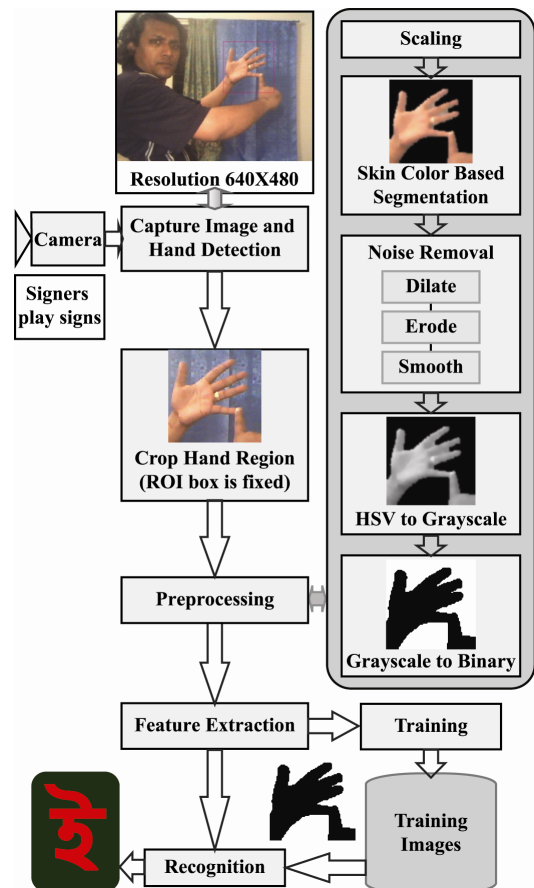 Resolution 640X480
Camera
Capture Image and
Hand Detection
Signers
play signs
Crop Hand Region
(ROI box is fixed)
Preprocessing
Feature Extraction
Recognition
ই
Scaling
Skin Color Based
Segmentation
Noise Removal
Dilate
Erode
Smooth
HSV to Grayscale
Grayscale to Binary
Training
Training
Images